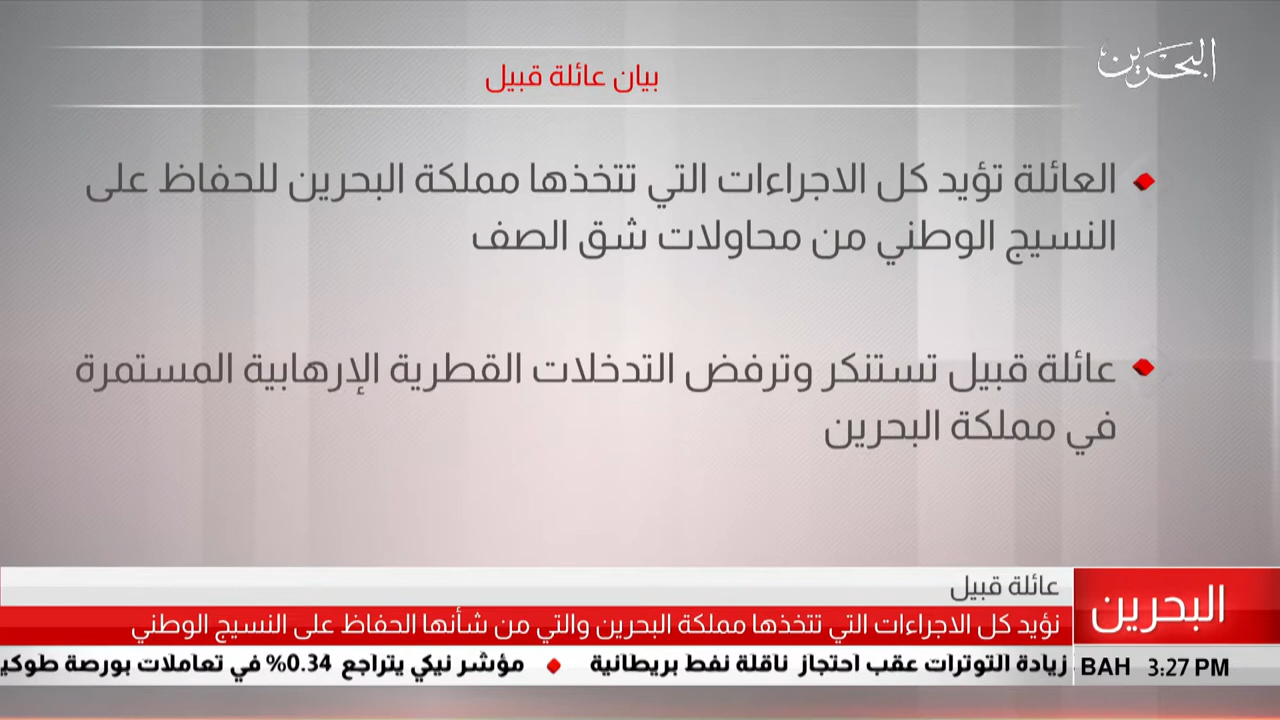 البحرين
بيان عائلة قبيل
العائلة تؤيد كل الاجراءات التي تتخذها مملكة البحرين للحفاظ على
النسيج الوطني من محاولات شق الصف
عائلة قبيل تستنكر وترفض التدخلات القطرية الإرهابية المستمرة
في مملكة البحرين
عائلة قبيل
البحرين
نؤيد كل الاجراءات التي تتخذها مملكة البحرين والتي من شأنها الحفاظ على النسيج الوطني
BAH 3:27 PM
زيادة التوترات عقب احتجاز ناقلة نفط بريطانية
مؤشر نيكي يتراجع 0.34% في تعاملات بورصة